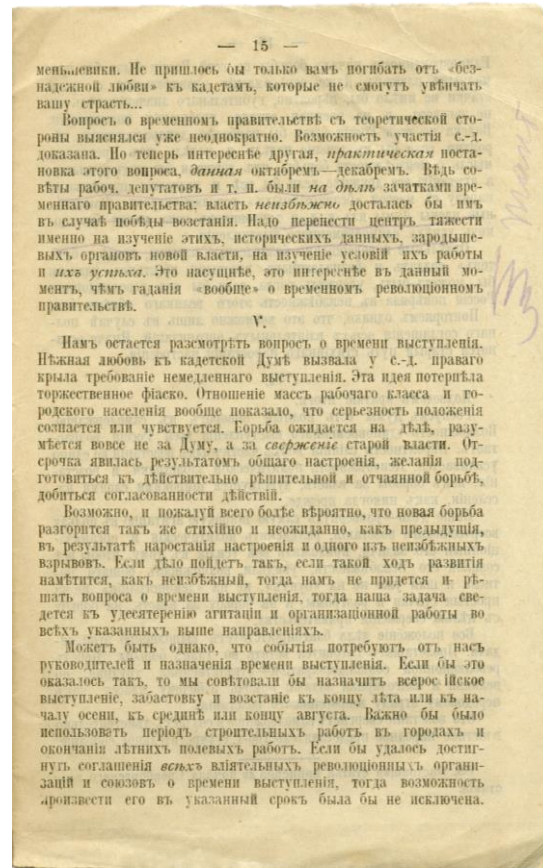 — 15 —
меньшевики. Не пришлось бы только вамъ погибать отъ «без-
надежной любви» къ кадетамъ, которые не смогутъ увѣнчать
вашу страсть...
Вопросъ о временномъ правительствѣ съ теоретической сто-
роны выяснялся уже неоднократно. Возможность участія с.-д.
доказана. Но теперь интереснѣе другая, практическая поста-
новка этого вопроса, данная октябремъ—декабремъ. Вѣдь со-
вѣты рабоч. депутатовъ и т. п. были на дѣлѣ зачатками вре-
меннаго правительства: власть неизбѣжно досталась бы имъ
въ случаѣ побѣды возстанія. Надо перенести центръ тяжести
именно на изученіе этихъ, историческихъ данныхъ, зародыше-
выхъ органовъ новой власти, на изученіе условій ихъ работы
и ихъ успѣха. Это насущнѣе, это интереснѣе въ данный мо-
ментъ, чѣмъ гаданія «вообще» о временномъ революціонномъ
правительствѣ.
V.
Намъ остается разсмотрѣть вопросъ о времени выступленія.
Нѣжная любовь къ кадетской Думѣ вызвала у с.-д. праваго
крыла требованіе немедленнаго выступленія. Эта идея потерпѣла
торжественное фіаско. Отношеніе массъ рабочаго класса и го-
родского населенія вообще показало, что серьезность положенія
сознается или чувствуется. Борьба ожидается на дѣлѣ, разу-
мѣется вовсе не за Думу, а за сверженіе старой власти. От-
срочка явилась результатомъ общаго настроенія, желанія под-
готовиться къ дѣйствительно рѣшительной и отчаянной борьбѣ,
добиться согласованности дѣйствій.
Возможно, и пожалуй всего болѣе вѣроятно, что новая борьба
разгорится такъ же стихійно и неожиданно, какъ предыдущія,
въ результатѣ наростанія настроенія и одного изъ неизбѣжныхъ
взрывовъ. Если дѣло пойдетъ такъ, если такой ходъ развитія
намѣтится, какъ неизбѣжный, тогда намъ не придется и рѣ-
шать вопроса о времени выступленія, тогда наша задача све-
дется къ удесятеренію агитаціи и организаціонной работы во
всѣхъ указанныхъ выше направленіяхъ.
Можетъ быть однако, что событія потребуютъ отъ насъ
руководителей и назначенія времени выступленія. Если бы это
оказалось такъ, то мы совѣтовали бы назначить всерос ійское
выступленіе, забастовку и возстаніе къ концу лѣта или къ на-
чалу осени, къ срединѣ или концу августа. Важно бы было
использовать періодъ строительныхъ работъ въ городахъ и
окончанія лѣтнихъ полевыхъ работъ. Если бы удалось достиг-
нуть соглашенія всѣхъ вліятельныхъ революціонныхъ органи-
зацій и союзовъ о времени выступленія, тогда возможность
произвести его въ указанный срокъ была бы не исключена.